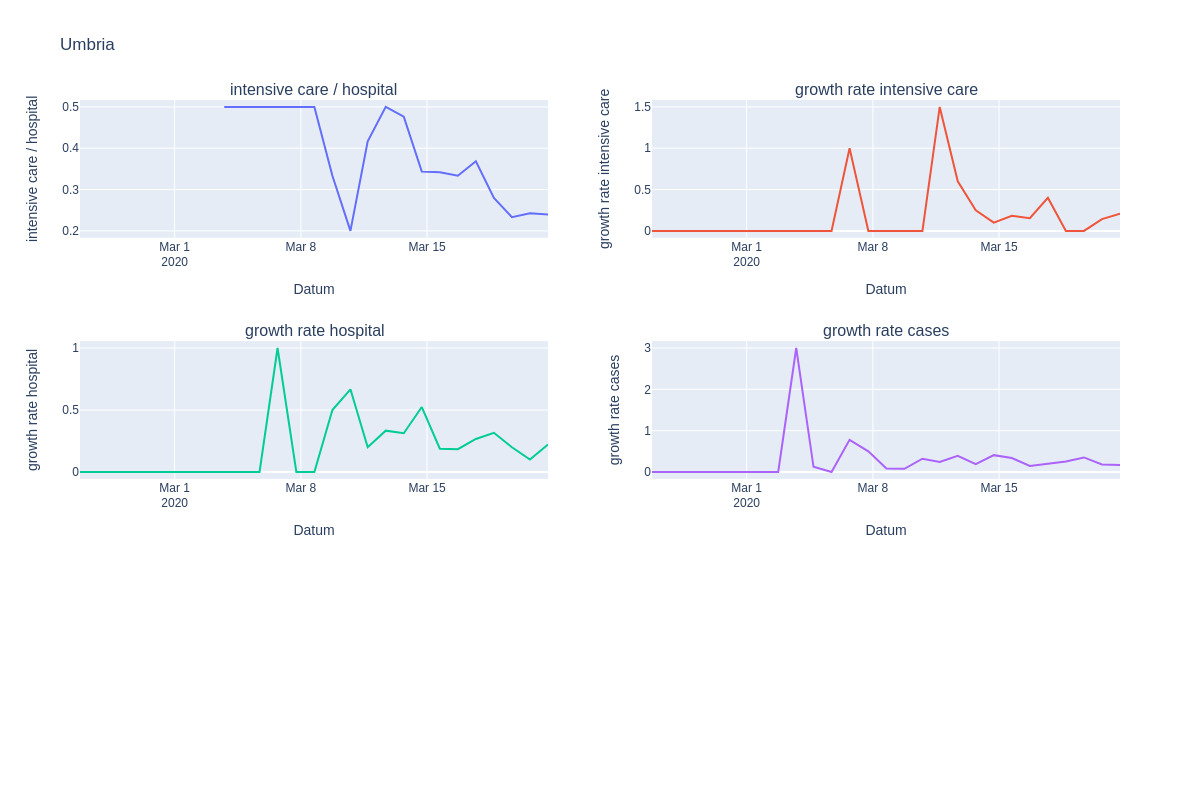 Umbria
intensive care / hospital
intensive care / hospital
0.5
0.4
0.3
0.2
Mar 1
2020
Mar 8
Mar 15
Datum
growth rate intensive care
growth rate intensive care
1.5
1
0.5
0
Mar 1
2020
Mar 8
Mar 15
Datum
growth rate hospital
growth rate hospital
1
0.5
0
Mar 1
2020
Mar 8
Mar 15
Datum
growth rate cases
growth rate cases
3
2
1
0
Mar 1
2020
Mar 8
Mar 15
Datum